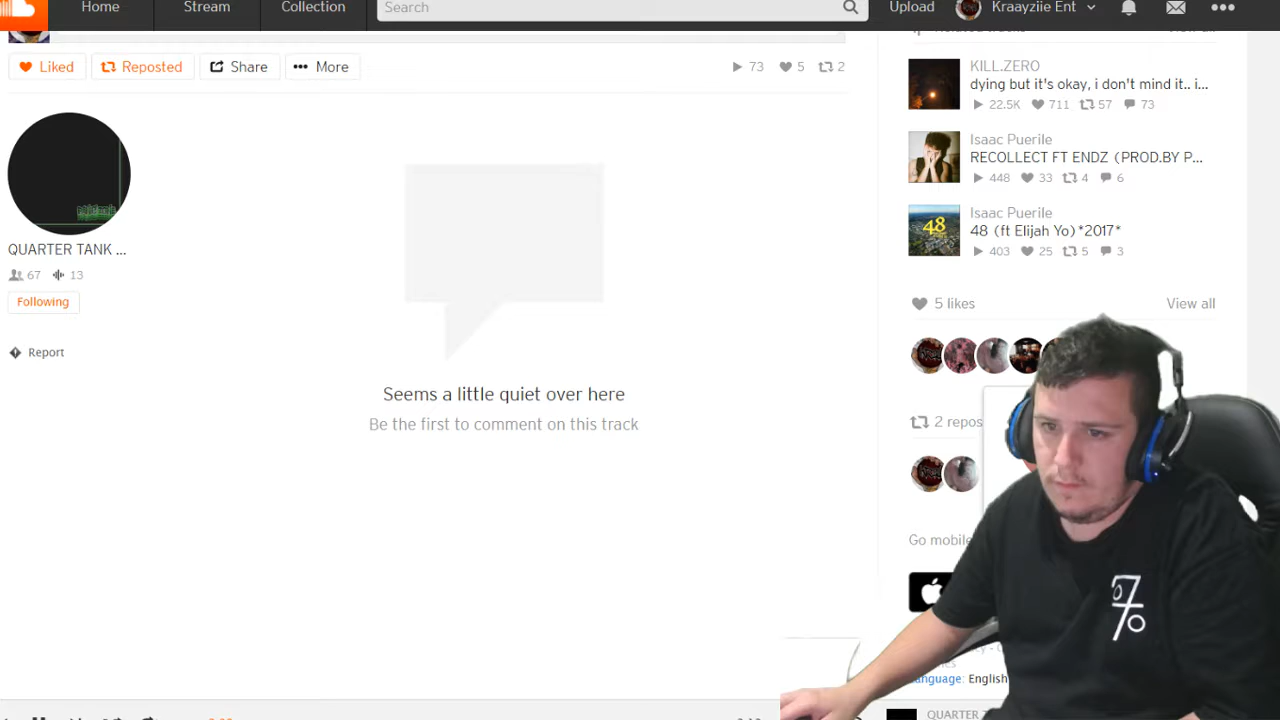 Home Stream Collection Search Upload Kraayziie Ent
Liked Reposted Share More 73 5 2
QUARTER TANK ...
67 13
Following
Report
Seems a little quiet over here
Be the first to comment on this track
KILL.ZERO
dying but it's okay, i don't mind it.. i...
22.5K 711 57 73
Isaac Puerile
RECOLLECT FT ENDZ (PROD.BY P...
448 33 4 6
48
Isaac Puerile
48 (ft Elijah Yo)*2017*
403 25 5 3
5 likes View all
2 repos
Go mobile
Language: English
QUARTER